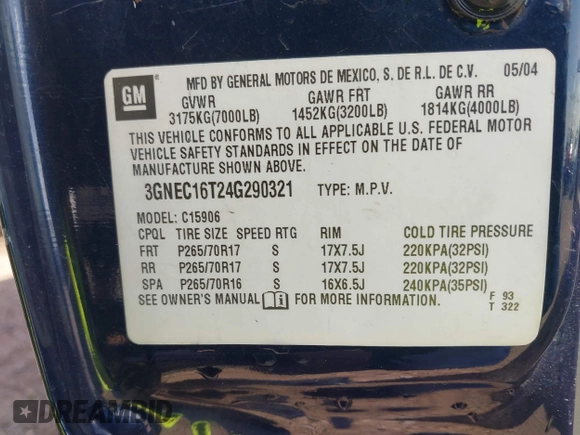 GM
MFD BY GENERAL MOTORS DE MEXICO, S. DE R.L. DE C.V. 05/04
GVWR GAWR FRT GAWR RR
3175KG(7000LB) 1452KG(3200LB) 1814KG(4000LB)
THIS VEHICLE CONFORMS TO ALL APPLICABLE U.S. FEDERAL MOTOR
VEHICLE SAFETY STANDARDS IN EFFECT ON THE DATE OF
MANUFACTURE SHOWN ABOVE.
3GNEC16T24G290321 TYPE: M.P.V.
MODEL: C15906
CPQL TIRE SIZE SPEED RTG RIM COLD TIRE PRESSURE
FRT P265/70R17 S 17X7.5J 220KPA(32PSI)
RR P265/70R17 S 17X7.5J 220KPA(32PSI)
SPA P265/70R16 S 16X6.5J 240KPA(35PSI)
SEE OWNER'S MANUAL FOR MORE INFORMATION. F 93
T 322
DREAMBID